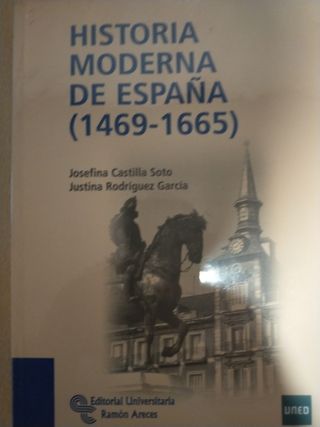 HISTORIA
MODERNA
DE ESPAÑA
(1469-1665)
Josefina Castilla Soto
Justina Rodríguez García
Editorial Universitaria
Ramón Areces
UNED